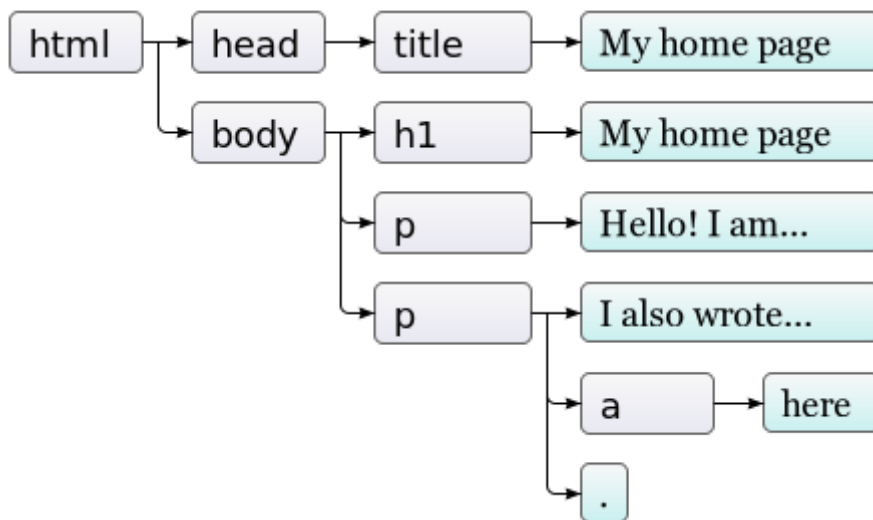 html head title My home page
body h1 My home page
p Hello! I am...
p I also wrote...
a here
.